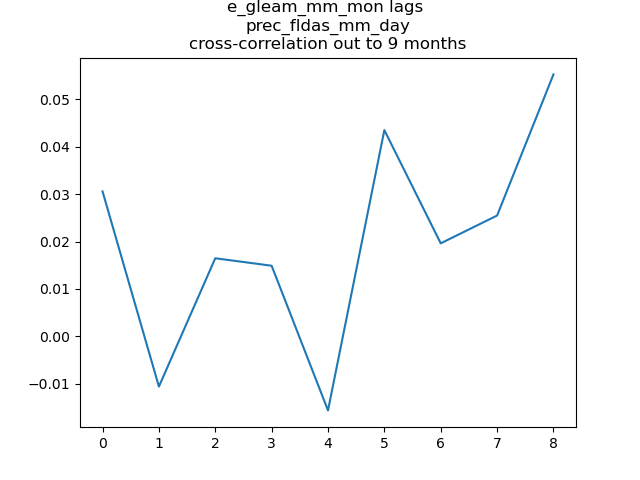 e_gleam_mm_mon lags
prec_fldas_mm_day
cross-correlation out to 9 months
0.05
0.04
0.03
0.02
0.01
0.00
−0.01
0 1 2 3 4 5 6 7 8